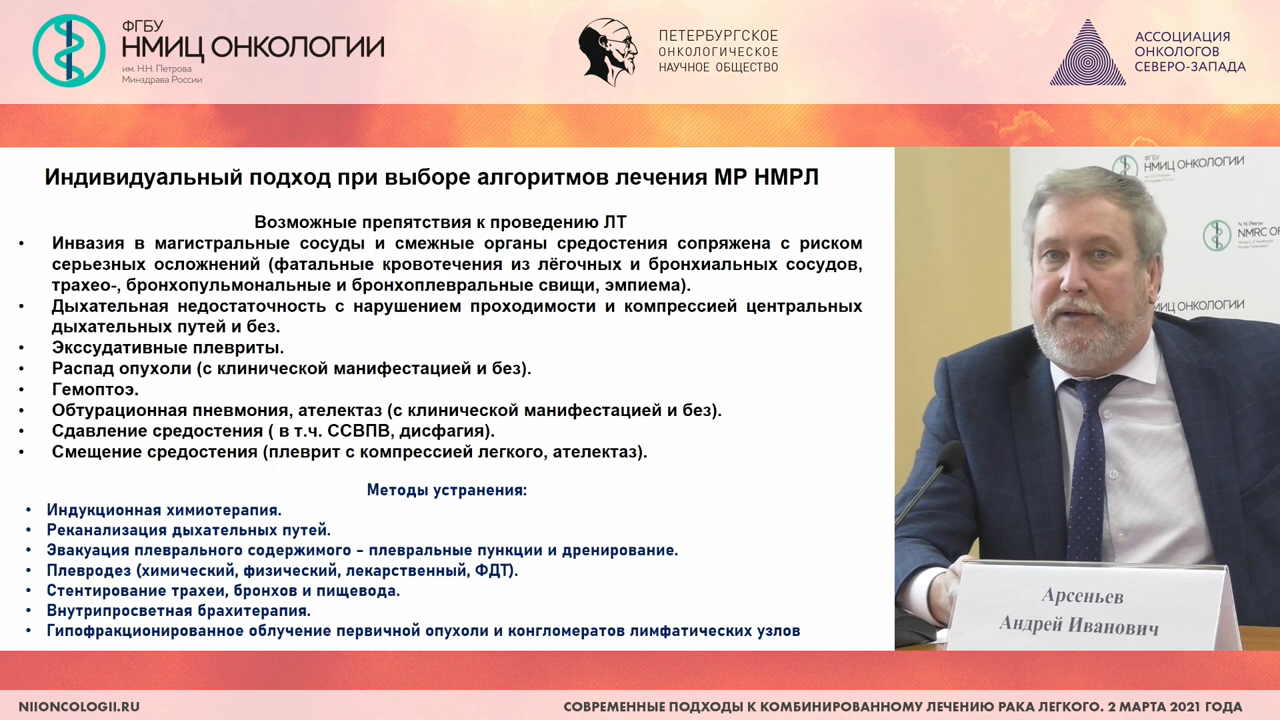 ФГБУ
НМИЦ ОНКОЛОГИИ
им. Н.Н. Петрова
Минздрава России
ПЕТЕРБУРГСКОЕ
ОНКОЛОГИЧЕСКОЕ
НАУЧНОЕ ОБЩЕСТВО
АССОЦИАЦИЯ
ОНКОЛОГОВ
СЕВЕРО-ЗАПАДА
Индивидуальный подход при выборе алгоритмов лечения МР НМРЛ
Возможные препятствия к проведению ЛТ
• Инвазия в магистральные сосуды и смежные органы средостения сопряжена с риском
серьезных осложнений (фатальные кровотечения из лёгочных и бронхиальных сосудов,
трахео-, бронхопульмональные и бронхоплевральные свищи, эмпиема).
• Дыхательная недостаточность с нарушением проходимости и компрессией центральных
дыхательных путей и без.
• Экссудативные плевриты.
• Распад опухоли (с клинической манифестацией и без).
• Гемоптоэ.
• Обтурационная пневмония, ателектаз (с клинической манифестацией и без).
• Сдавление средостения ( в т.ч. ССВПВ, дисфагия).
• Смещение средостения (плеврит с компрессией легкого, ателектаз).
Методы устранения:
• Индукционная химиотерапия.
• Реканализация дыхательных путей.
• Эвакуация плеврального содержимого - плевральные пункции и дренирование.
• Плевродез (химический, физический, лекарственный, ФДТ).
• Стентирование трахеи, бронхов и пищевода.
• Внутрипросветная брахитерапия.
• Гипофракционированное облучение первичной опухоли и конгломератов лимфатических узлов
ФГБУ
НМИЦ ОНКОЛОГИИ
N.N. Petrov
NMRC OF
ИЦ ОНКОЛОГИИ
Арсеньев
Андрей Иванович
NIIONCOLOGII.RU
СОВРЕМЕННЫЕ ПОДХОДЫ К КОМБИНИРОВАННОМУ ЛЕЧЕНИЮ РАКА ЛЕГКОГО. 2 МАРТА 2021 ГОДА